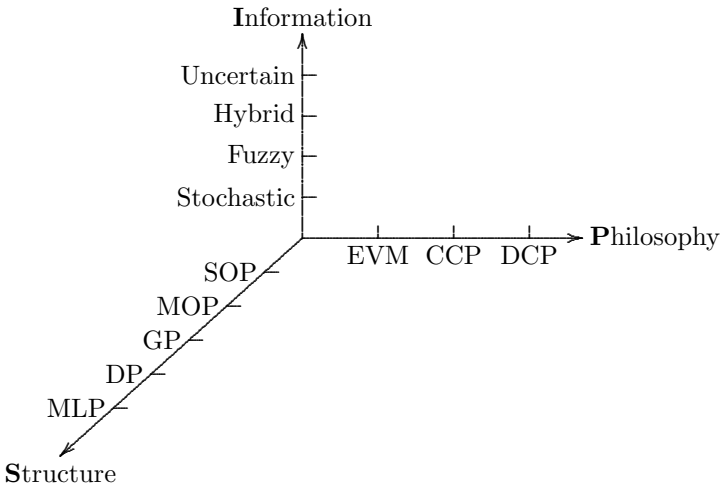 Information
Uncertain
Hybrid
Fuzzy
Stochastic
Philosophy
EVM CCP DCP
SOP
MOP
GP
DP
MLP
Structure